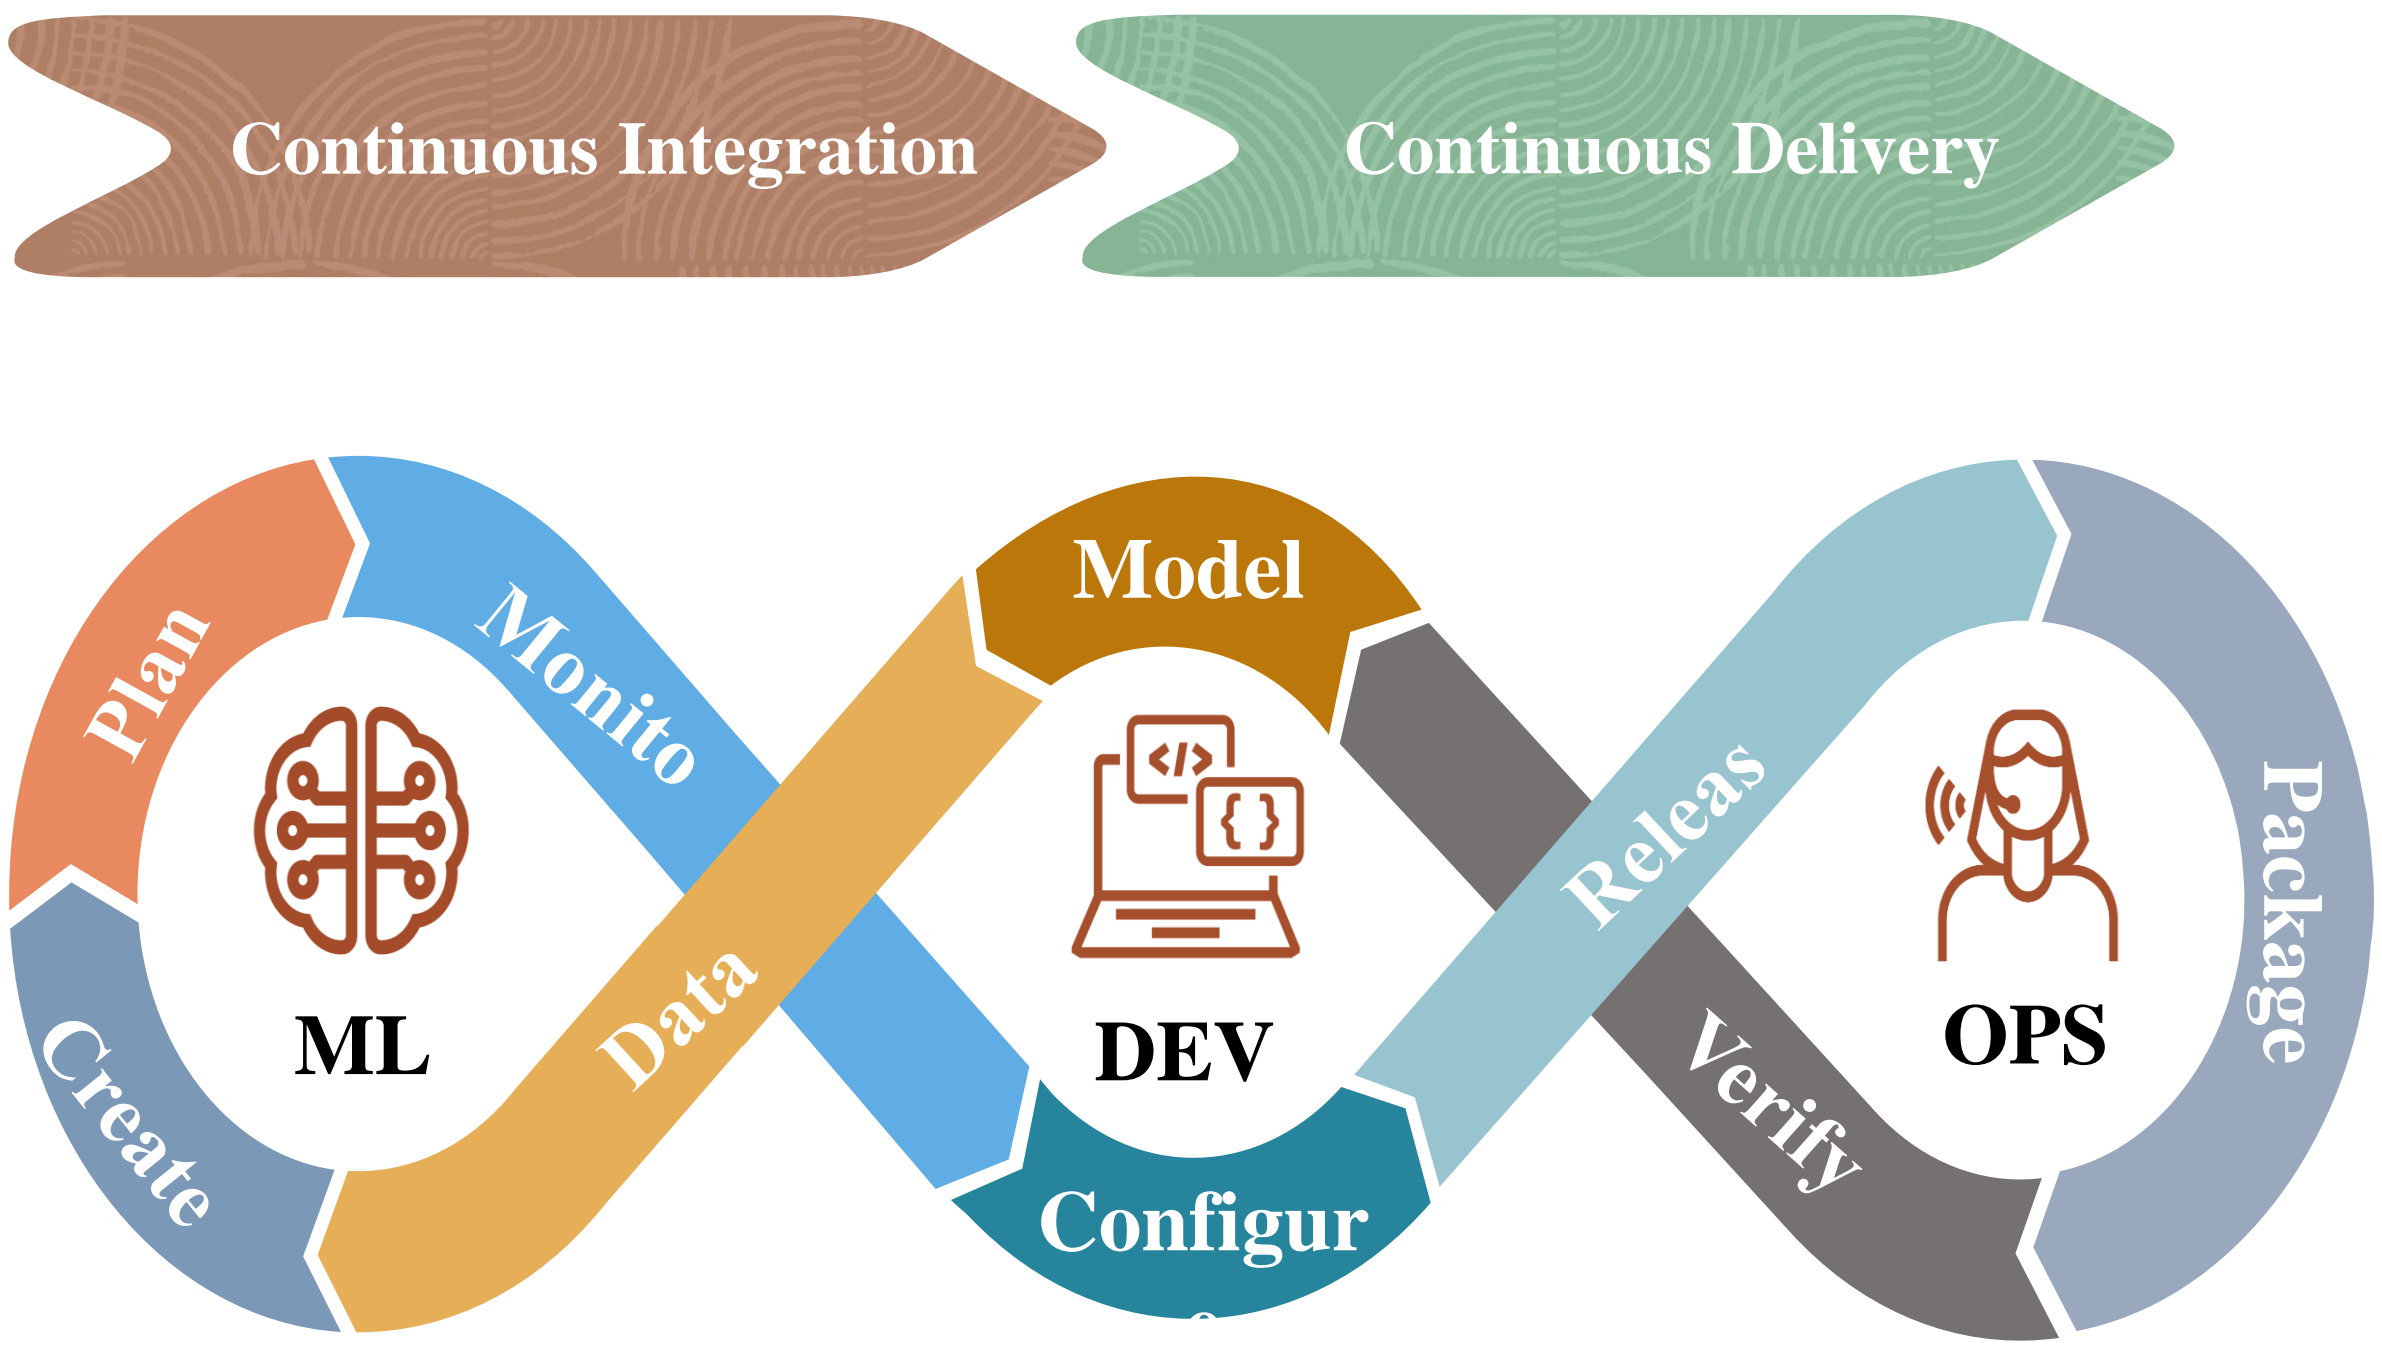 Continuous Integration
Continuous Delivery
Plan
Monito
Model
Releas
Package
Data
Create
ML
DEV
OPS
Verify
Configur